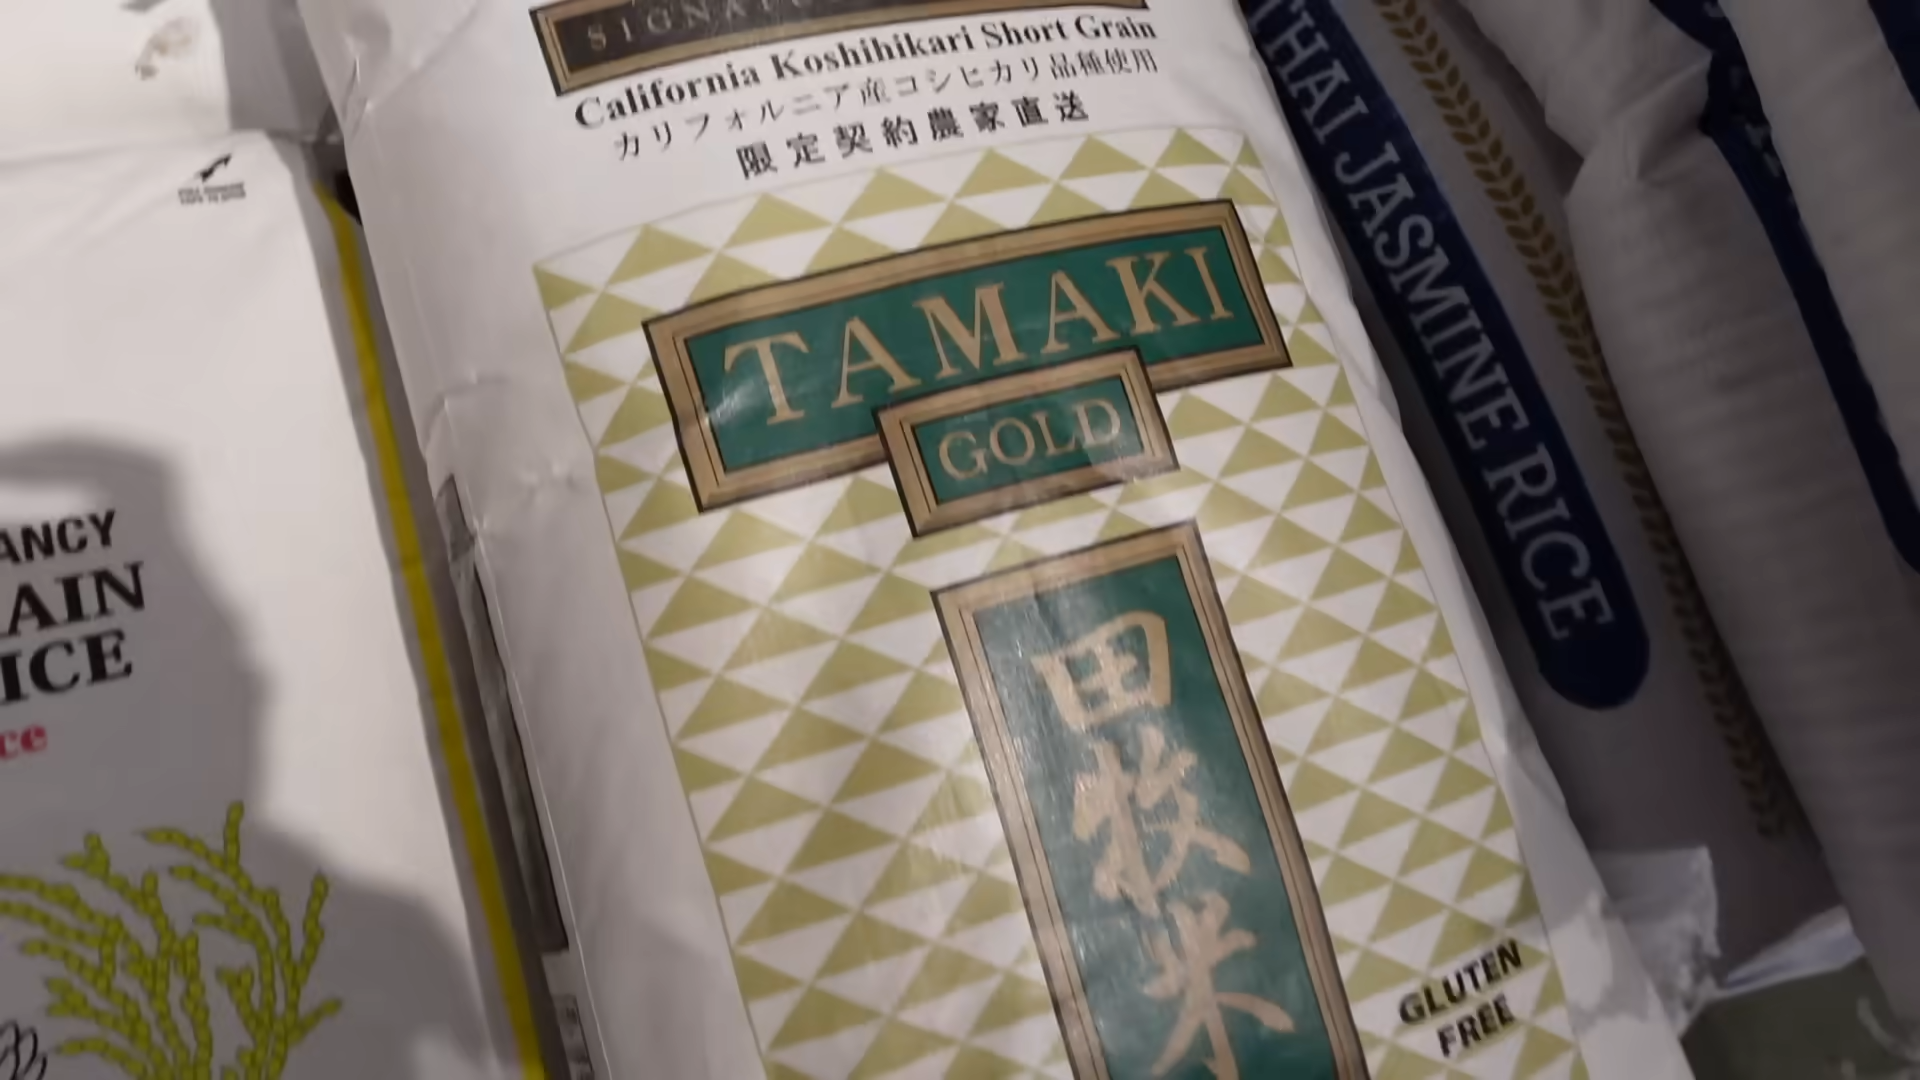 SIGNATU
California Koshihikari Short Grain
カリフォルニア産コシヒカリ品種使用
限定契約農家直送
TAMAKI
GOLD
田牧米
GLUTEN
FREE
THAI JASMINE RICE
ANCY
AIN
ICE
ce